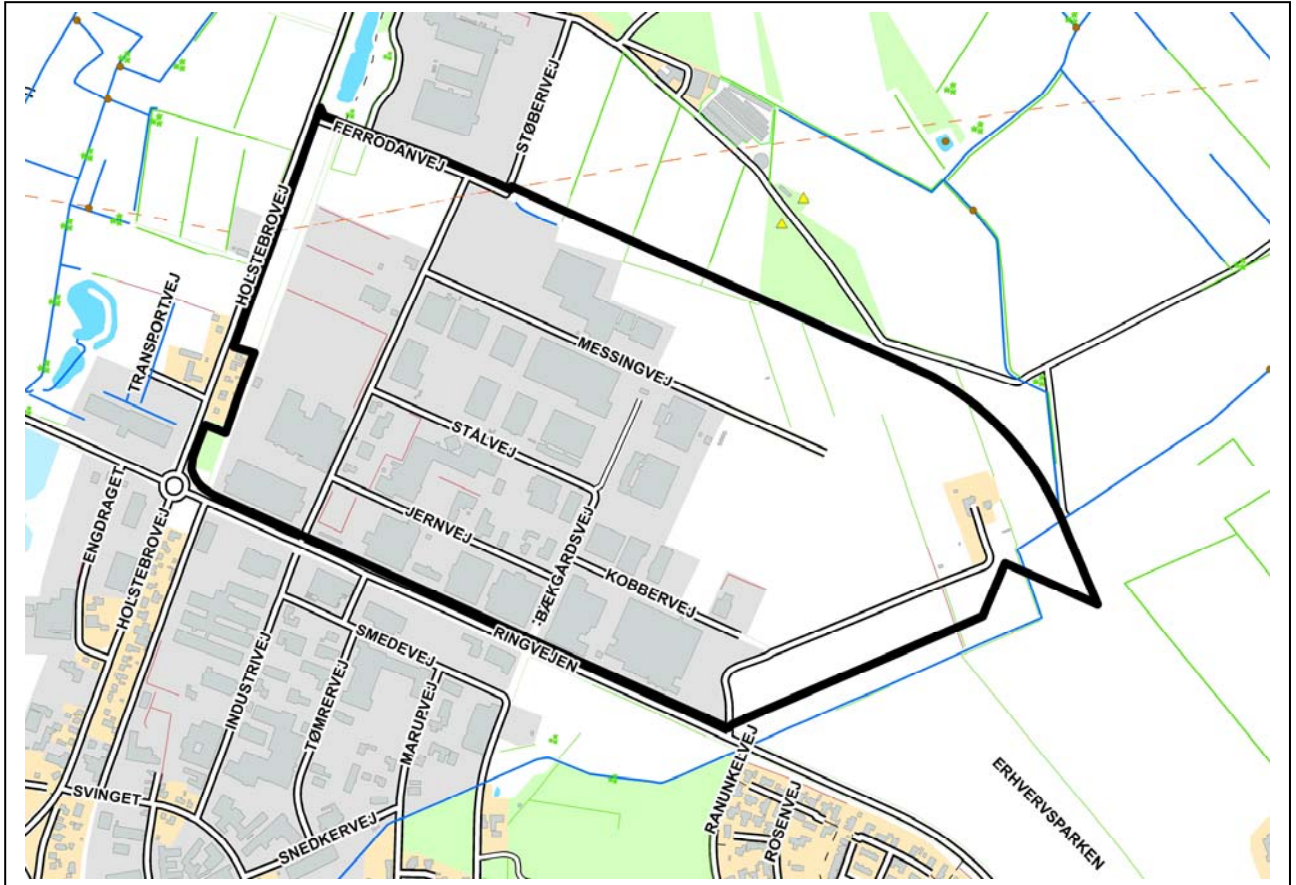 FERRODANVEJ
STØBERIVEJ
HOLSTEBROVEJ
TRANSPORTVEJ
MESSINGVEJ
STÅLVEJ
ENGDRAGET
HOLSTEBROVEJ
JERNVEJ
BÆKGÅRDSVEJ
KOBBERVEJ
RINGVEJEN
SMEDEVEJ
INDUSTRIVEJ
TØMRERVEJ
MARUPVEJ
SVINGET
SNEDKERVEJ
RANUNKELVEJ
ROSENVEJ
ERHVERVSPARKEN